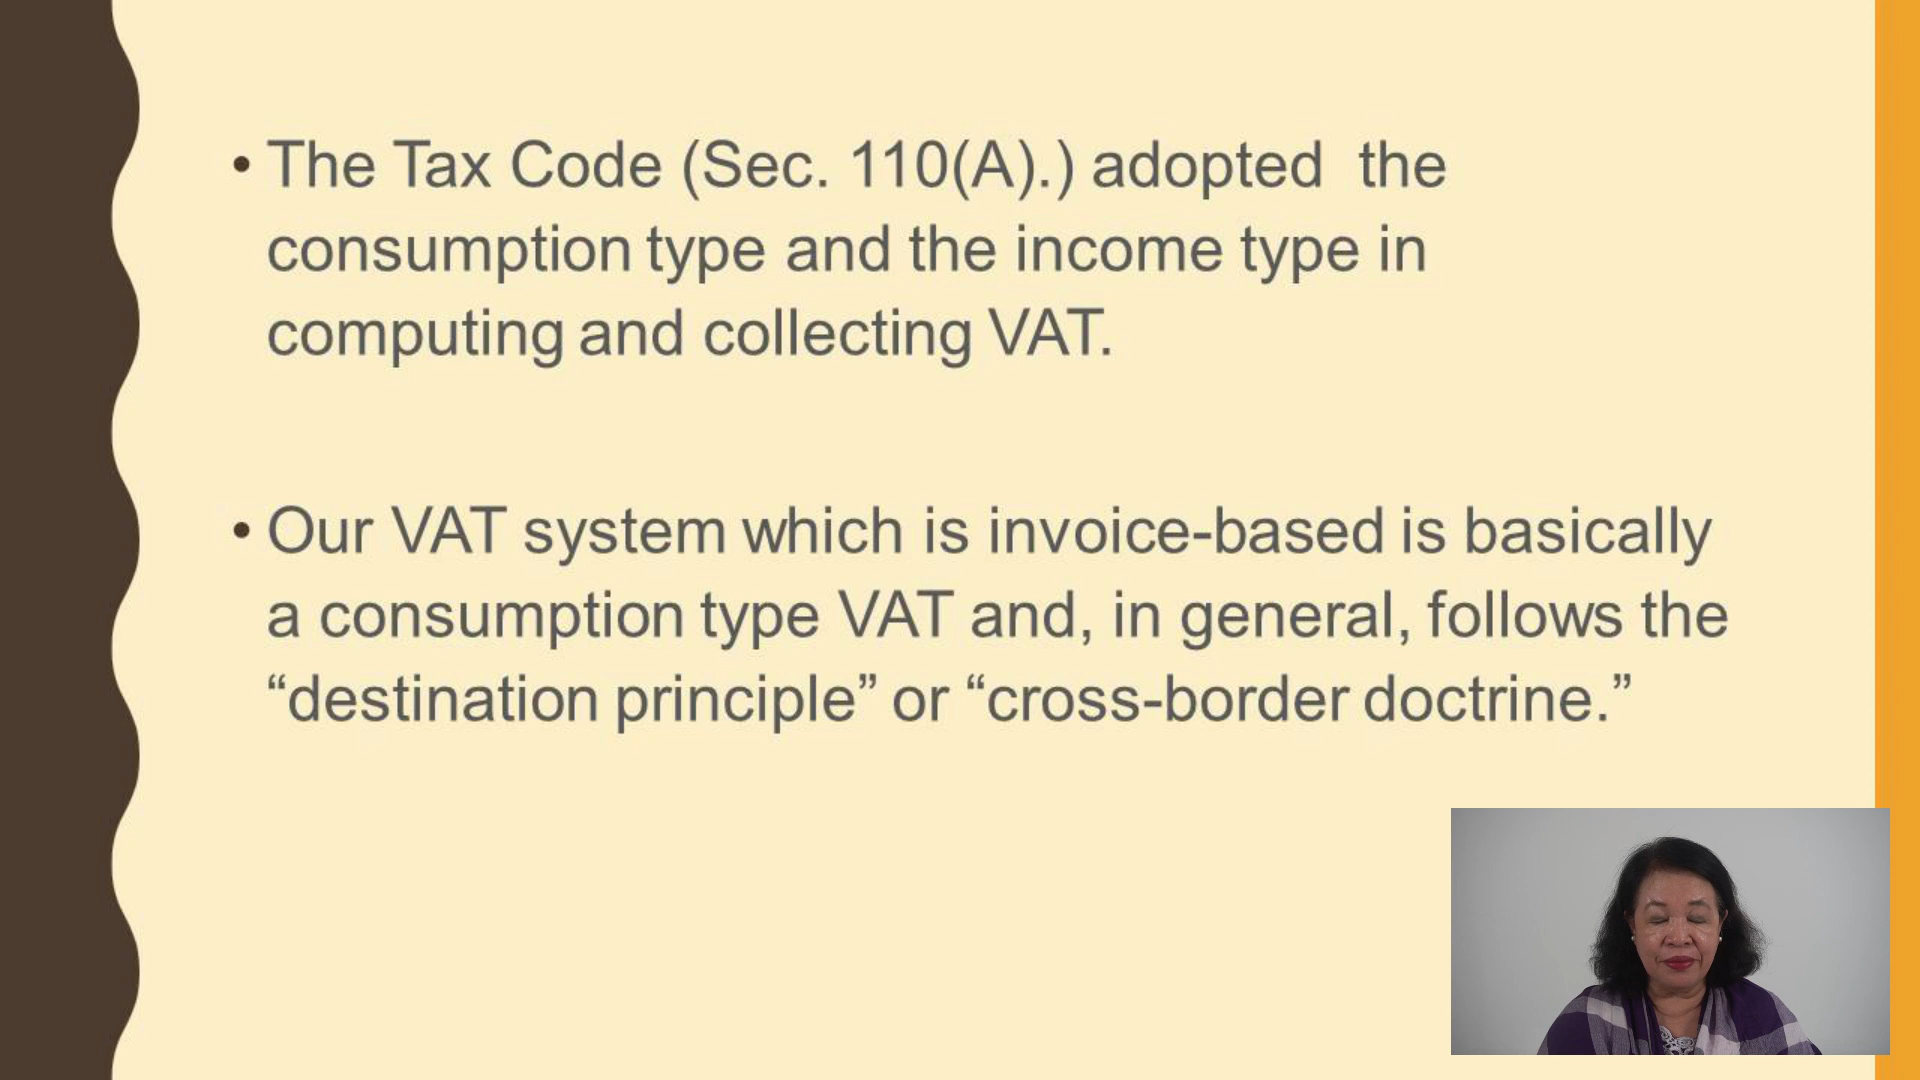 • The Tax Code (Sec. 110(A).) adopted  the
consumption type and the income type in
computing and collecting VAT.
• Our VAT system which is invoice-based is basically
a consumption type VAT and, in general, follows the
“destination principle” or “cross-border doctrine.”